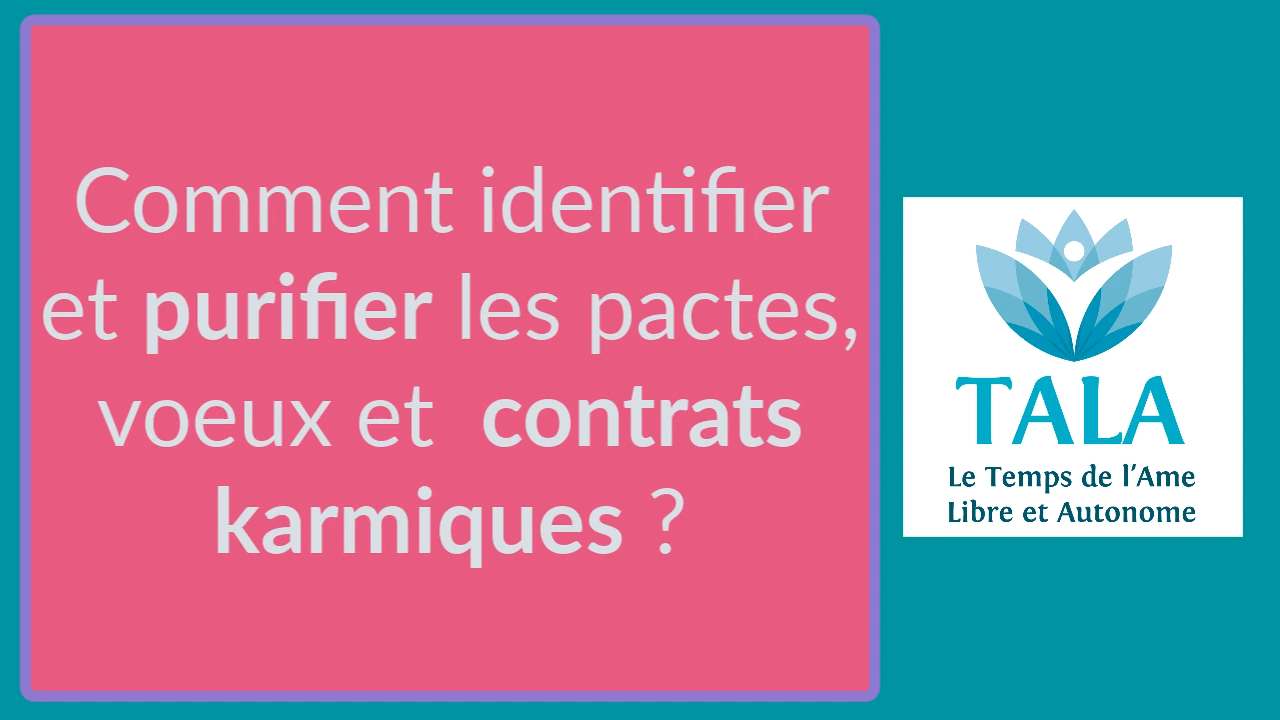 Comment identifier
et purifier les pactes,
voeux et contrats
karmiques ?
TALA
Le Temps de l'Ame
Libre et Autonome